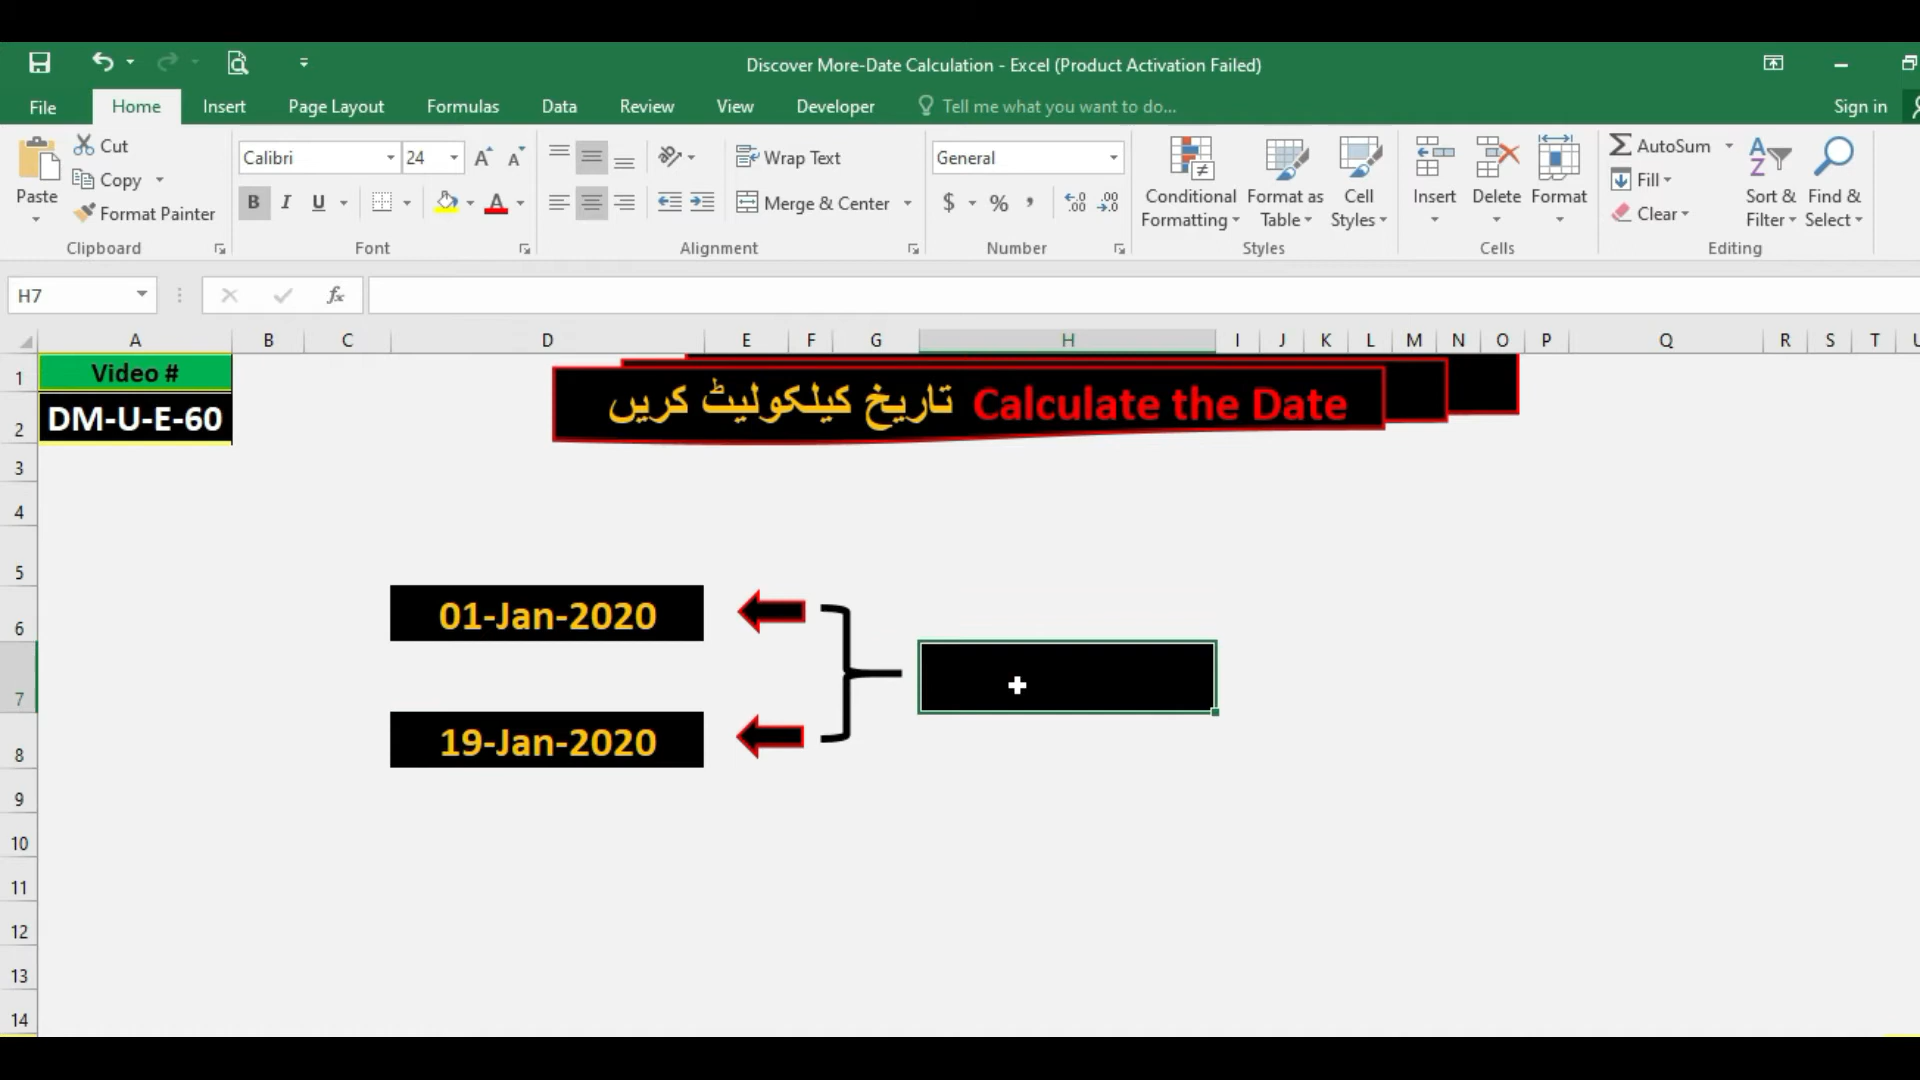 Discover More-Date Calculation - Excel (Product Activation Failed)
File Home Insert Page Layout Formulas Data Review View Developer Tell me what you want to do... Sign in
Cut
Copy
Format Painter
Paste
Clipboard
Calibri 24
B I U A
Font
Wrap Text
Merge & Center
Alignment
General
$ % ,
Number
Conditional Formatting
Format as Table
Cell Styles
Styles
Insert Delete Format
Cells
AutoSum
Fill
Clear
Sort & Filter
Find & Select
Editing
H7 fx
A B C D E F G H I J K L M N O P Q R S T U
1 Video #
تاریخ کیلکولیٹ کریں Calculate the Date
2 DM-U-E-60
3
4
5
6 01-Jan-2020
7
8 19-Jan-2020
9
10
11
12
13
14